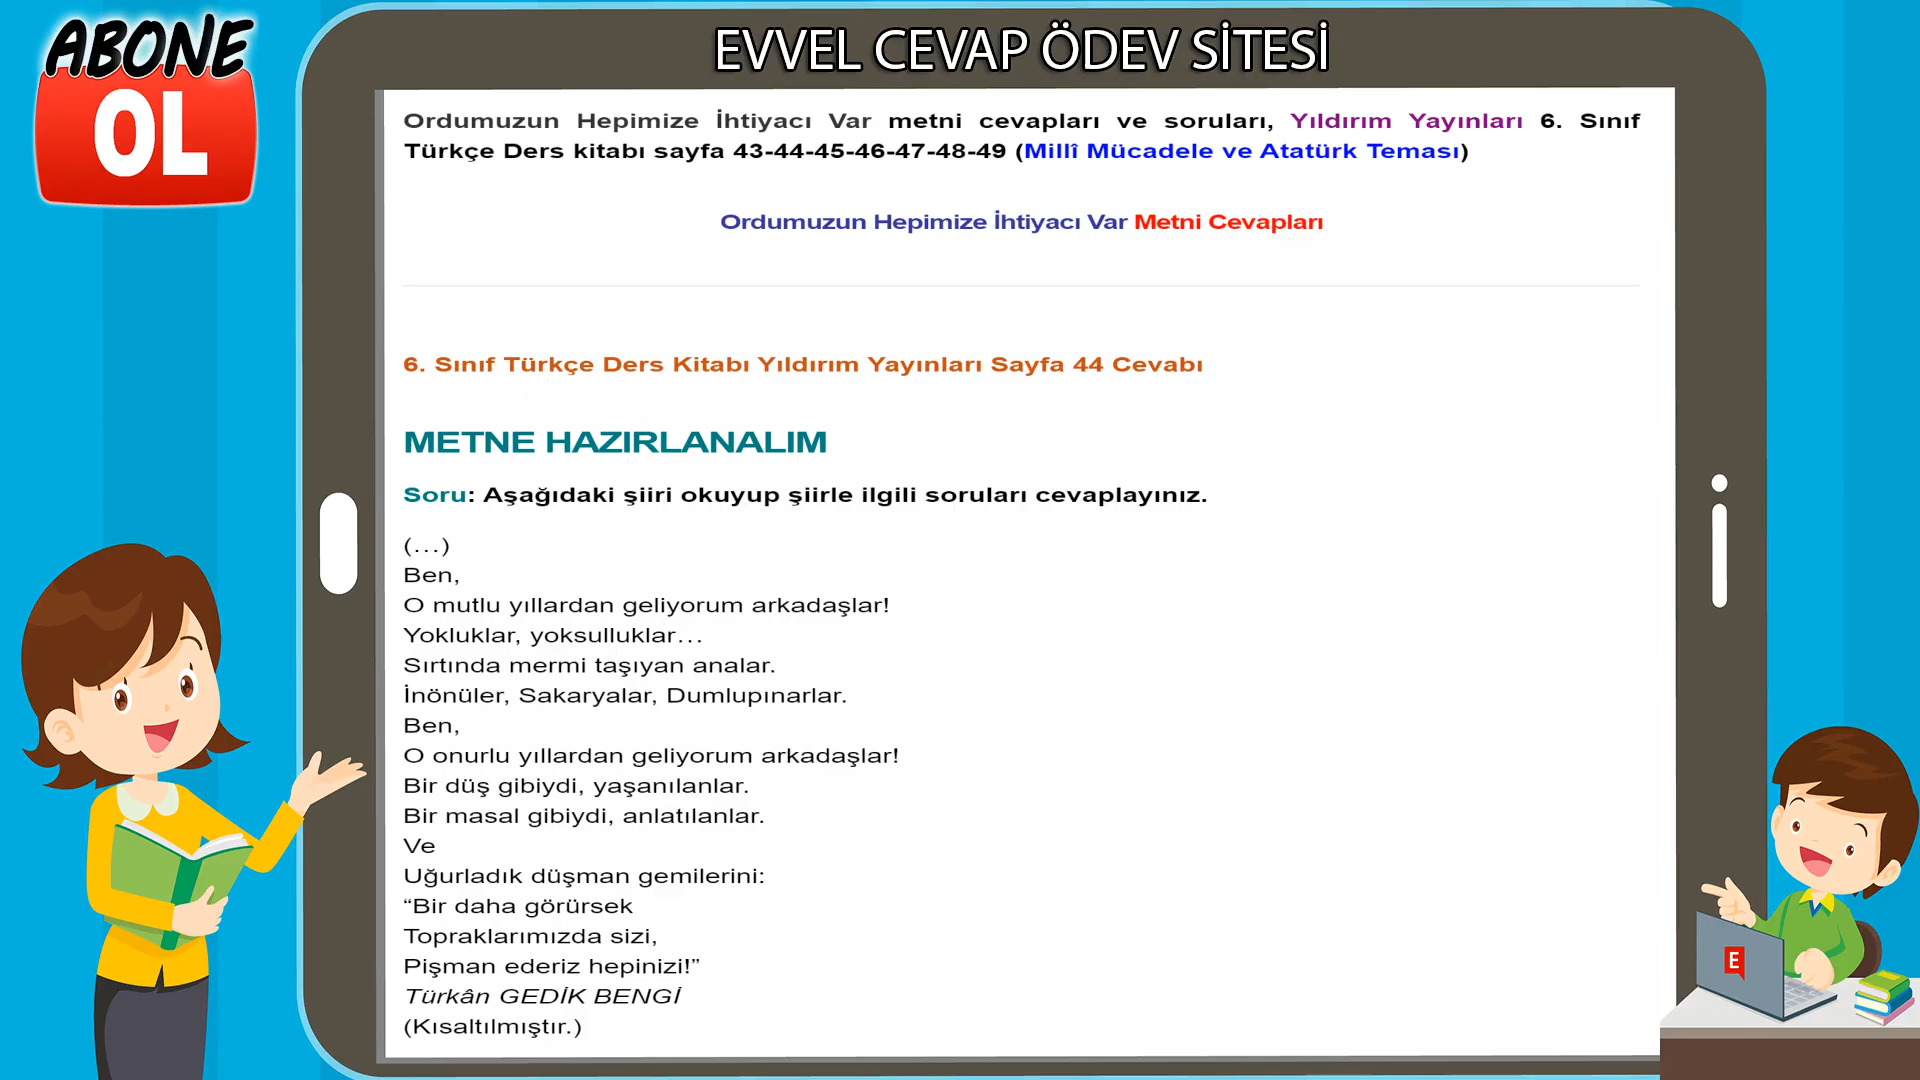 ABONE
OL
EVVEL CEVAP ÖDEV SİTESİ
Ordumuzun Hepimize İhtiyacı Var metni cevapları ve soruları, Yıldırım Yayınları 6. Sınıf
Türkçe Ders kitabı sayfa 43-44-45-46-47-48-49 (Millî Mücadele ve Atatürk Teması)
Ordumuzun Hepimize İhtiyacı Var Metni Cevapları
6. Sınıf Türkçe Ders Kitabı Yıldırım Yayınları Sayfa 44 Cevabı
METNE HAZIRLANALIM
Soru: Aşağıdaki şiiri okuyup şiirle ilgili soruları cevaplayınız.
(…)
Ben,
O mutlu yıllardan geliyorum arkadaşlar!
Yokluklar, yoksulluklar…
Sırtında mermi taşıyan analar.
İnönüler, Sakaryalar, Dumlupınarlar.
Ben,
O onurlu yıllardan geliyorum arkadaşlar!
Bir düş gibiydi, yaşanılanlar.
Bir masal gibiydi, anlatılanlar.
Ve
Uğurladık düşman gemilerini:
“Bir daha görürsek
Topraklarımızda sizi,
Pişman ederiz hepinizi!”
Türkân GEDİK BENGİ
(Kısaltılmıştır.)
E